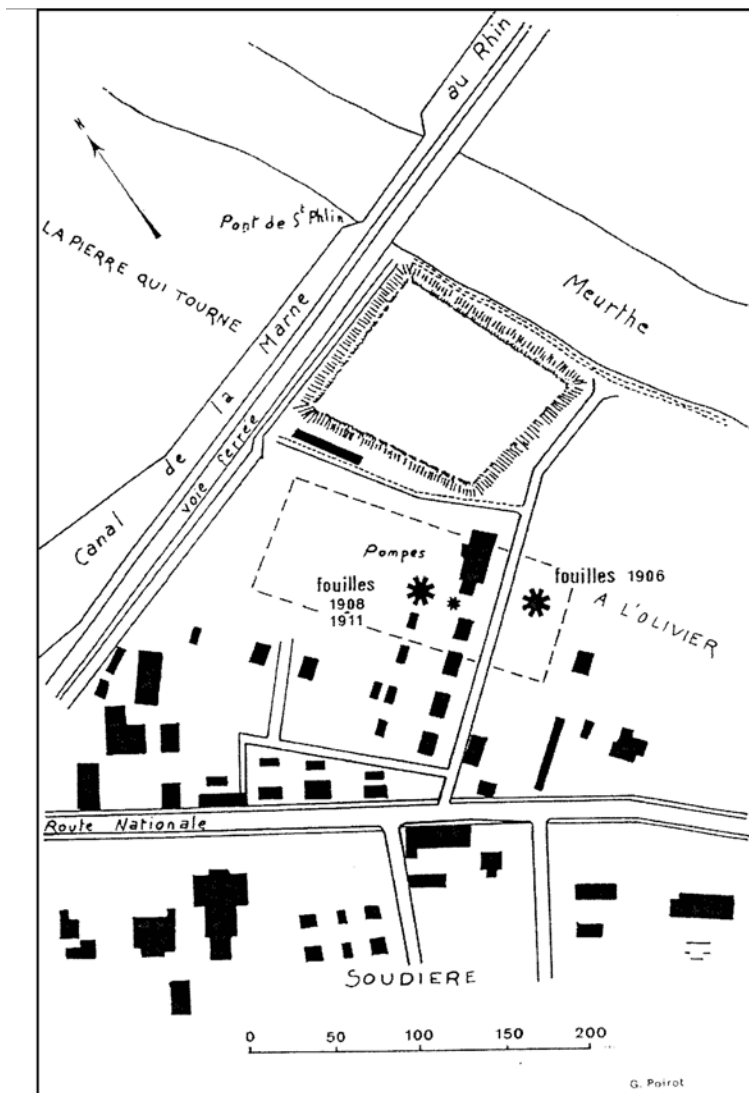 au Rhin
N
Pont de St Phlin
LA PIERRE QUI TOURNE
Meurthe
Canal de la Marne
voie ferrée
Pompes
fouilles
1908
1911
fouilles 1906
A L'OLIVIER
Route Nationale
SOUDIERE
0 50 100 150 200
G. Poirot